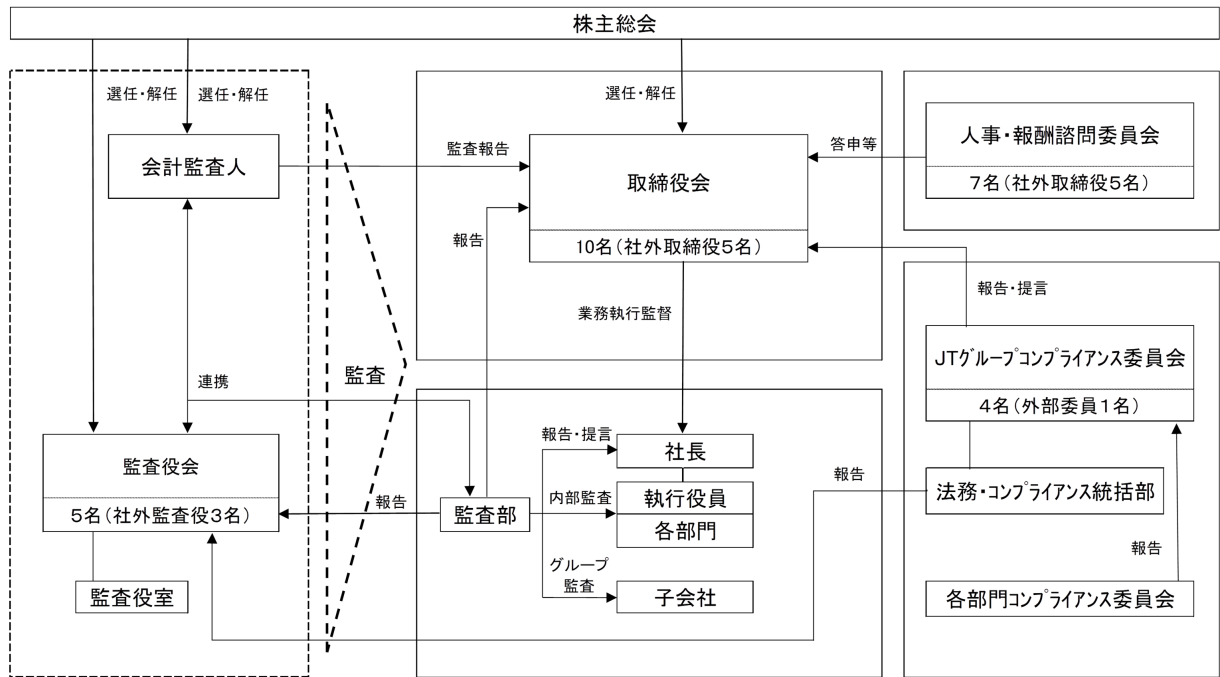 株主総会
選任・解任
選任・解任
選任・解任
会計監査人
監査報告
取締役会
10名(社外取締役5名)
答申等
人事・報酬諮問委員会
7名(社外取締役5名)
報告
業務執行監督
報告・提言
JTグループコンプライアンス委員会
4名(外部委員1名)
連携
監査
監査役会
5名(社外監査役3名)
監査役室
報告
監査部
報告・提言
内部監査
グループ
監査
社長
執行役員
各部門
子会社
報告
法務・コンプライアンス統括部
報告
各部門コンプライアンス委員会